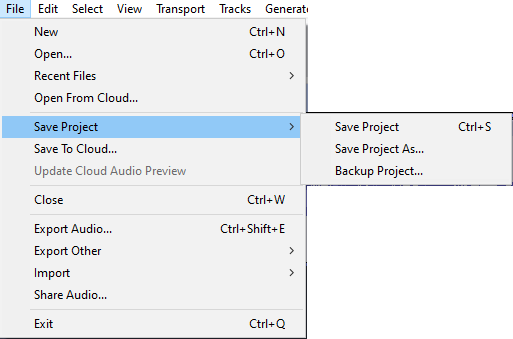 File Edit Select View Transport Tracks Generate
New Ctrl+N
Open... Ctrl+O
Recent Files
Open From Cloud...
Save Project
Save Project Ctrl+S
Save To Cloud...
Save Project As...
Update Cloud Audio Preview
Backup Project...
Close Ctrl+W
Export Audio... Ctrl+Shift+E
Export Other
Import
Share Audio...
Exit Ctrl+Q